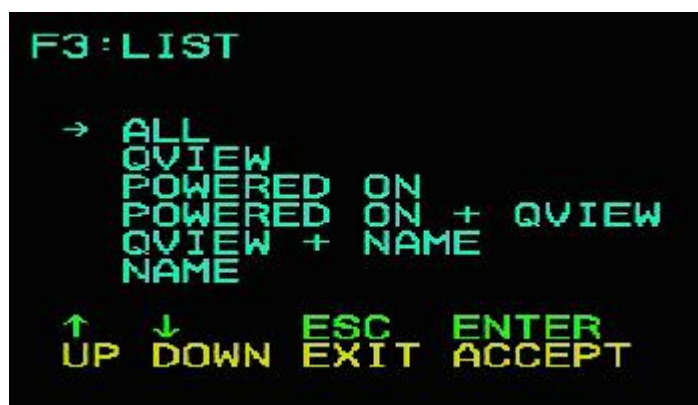 F3:LIST
→ ALL
QVIEW
POWERED ON
POWERED ON + QVIEW
QVIEW + NAME
NAME
↑ ↓ ESC ENTER
UP DOWN EXIT ACCEPT